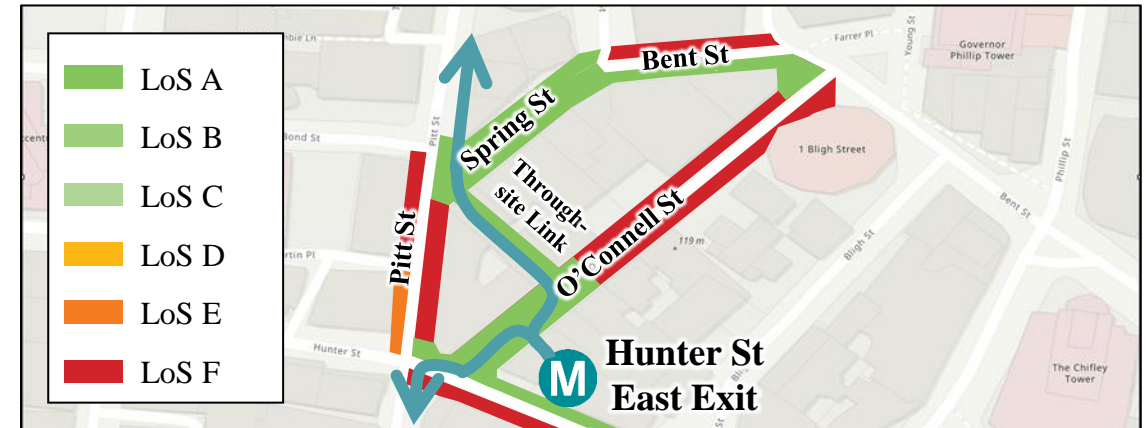 LoS A
LoS B
LoS C
LoS D
LoS E
LoS F
Bent St
Farrer Pl
Young St
Governor
Phillip Tower
Pitt St
Bond St
Spring St
1 Bligh Street
Phillip St
Through-
site Link
Bent St
O'Connell St
119 m
Bligh St
Pitt St
Hunter St
M
Hunter St
East Exit
The Chifley
Tower